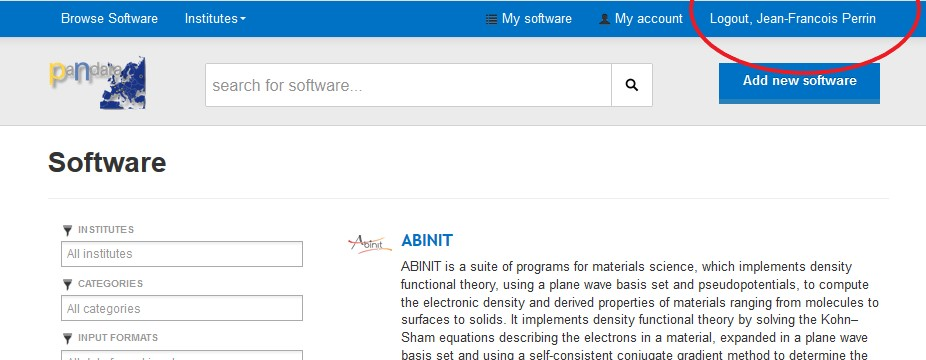 Browse Software Institutes My software My account Logout, Jean-Francois Perrin
pandata
search for software...
Add new software
Software
INSTITUTES
All institutes
CATEGORIES
All categories
INPUT FORMATS
Abinit
ABINIT
ABINIT is a suite of programs for materials science, which implements density
functional theory, using a plane wave basis set and pseudopotentials, to compute
the electronic density and derived properties of materials ranging from molecules to
surfaces to solids. It implements density functional theory by solving the Kohn–
Sham equations describing the electrons in a material, expanded in a plane wave
basis set and using a self-consistent conjugate gradient method to determine the